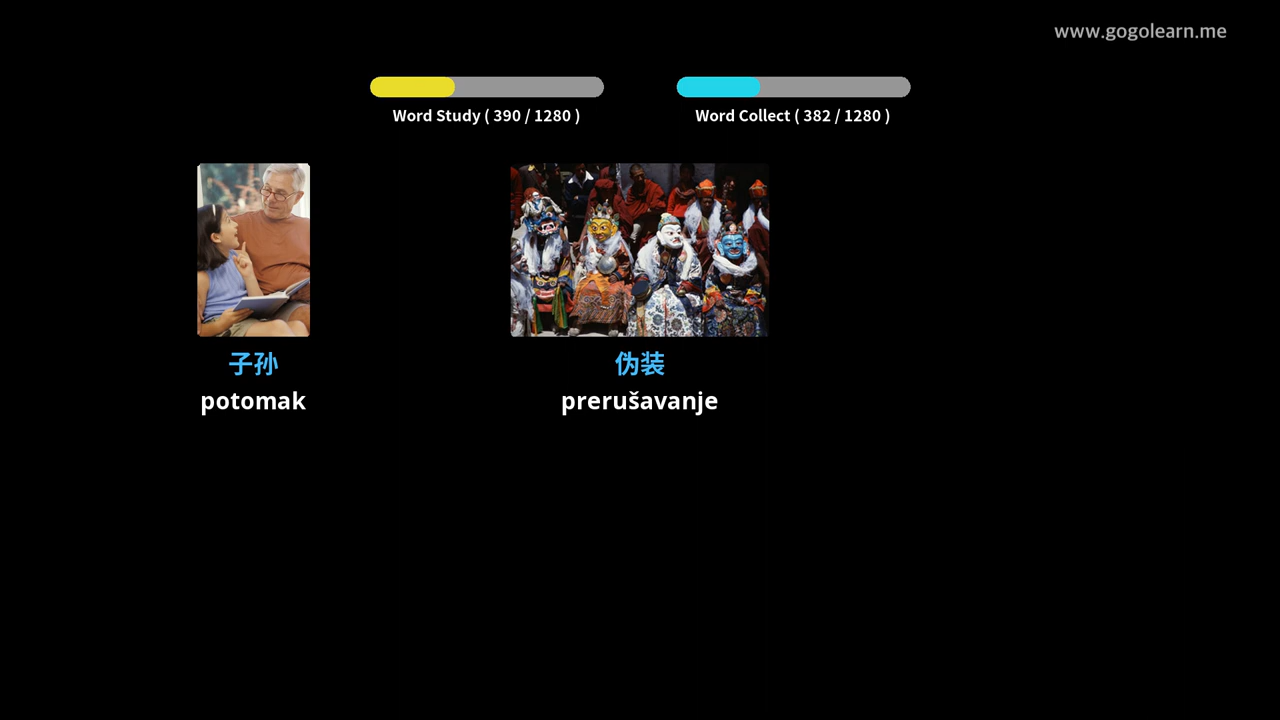 www.gogolearn.me
Word Study ( 390 / 1280 )
Word Collect ( 382 / 1280 )
子孙
potomak
伪装
prerušavanje